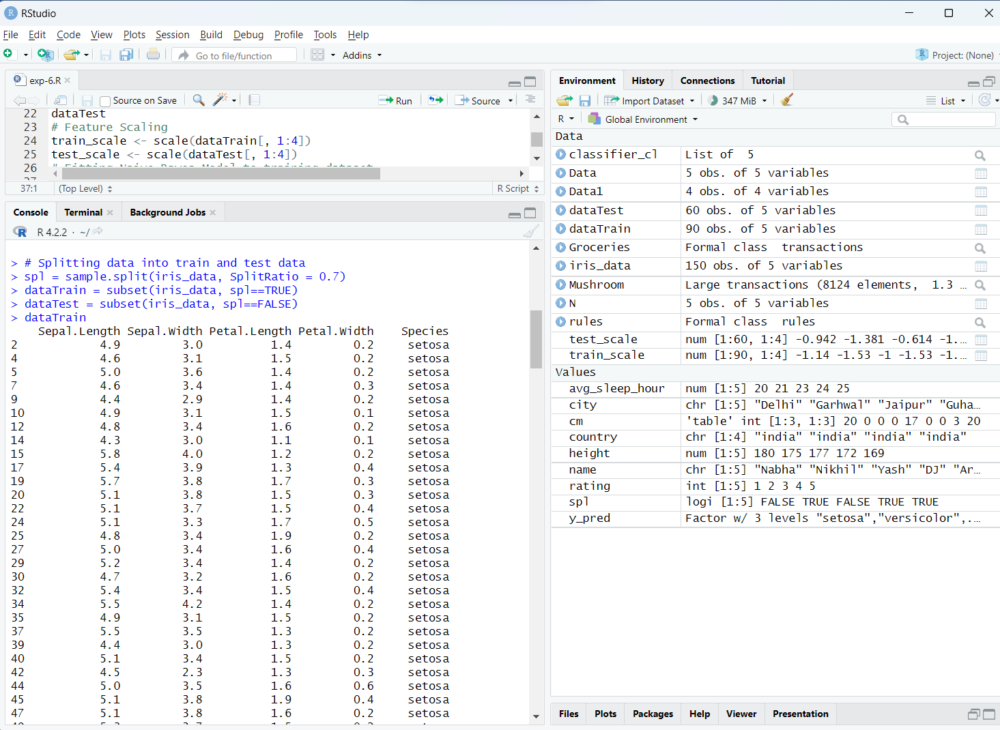 RStudio
File Edit Code View Plots Session Build Debug Profile Tools Help
Go to file/function Addins Project: (None)
exp-6.R
Source on Save Run Source
22 dataTest
23 # Feature Scaling
24 train_scale <- scale(dataTrain[, 1:4])
25 test_scale <- scale(dataTest[, 1:4])
26 # Fitting Naive Bayes Model to training dataset
27
37:1 (Top Level) R Script
Console Terminal Background Jobs
R 4.2.2 · ~/
> # Splitting data into train and test data
> spl = sample.split(iris_data, SplitRatio = 0.7)
> dataTrain = subset(iris_data, spl==TRUE)
> dataTest = subset(iris_data, spl==FALSE)
> dataTrain
Sepal.Length Sepal.Width Petal.Length Petal.Width Species
2 4.9 3.0 1.4 0.2 setosa
4 4.6 3.1 1.5 0.2 setosa
5 5.0 3.6 1.4 0.2 setosa
7 4.6 3.4 1.4 0.3 setosa
9 4.4 2.9 1.4 0.2 setosa
10 4.9 3.1 1.5 0.1 setosa
12 4.8 3.4 1.6 0.2 setosa
14 4.3 3.0 1.1 0.1 setosa
15 5.8 4.0 1.2 0.2 setosa
17 5.4 3.9 1.3 0.4 setosa
19 5.7 3.8 1.7 0.3 setosa
20 5.1 3.8 1.5 0.3 setosa
22 5.1 3.7 1.5 0.4 setosa
24 5.1 3.3 1.7 0.5 setosa
25 4.8 3.4 1.9 0.2 setosa
27 5.0 3.4 1.6 0.4 setosa
29 5.2 3.4 1.4 0.2 setosa
30 4.7 3.2 1.6 0.2 setosa
32 5.4 3.4 1.5 0.4 setosa
34 5.5 4.2 1.4 0.2 setosa
35 4.9 3.1 1.5 0.2 setosa
37 5.5 3.5 1.3 0.2 setosa
39 4.4 3.0 1.3 0.2 setosa
40 5.1 3.4 1.5 0.2 setosa
42 4.5 2.3 1.3 0.3 setosa
44 5.0 3.5 1.6 0.6 setosa
45 5.1 3.8 1.9 0.4 setosa
47 5.1 3.8 1.6 0.2 setosa
Environment History Connections Tutorial
Import Dataset 347 MiB List
R Global Environment
Data
classifier_cl List of 5
Data 5 obs. of 5 variables
Data1 4 obs. of 4 variables
dataTest 60 obs. of 5 variables
dataTrain 90 obs. of 5 variables
Groceries Formal class transactions
iris_data 150 obs. of 5 variables
Mushroom Large transactions (8124 elements, 1.3 …
N 5 obs. of 5 variables
rules Formal class rules
test_scale num [1:60, 1:4] -0.942 -1.381 -0.614 -1.…
train_scale num [1:90, 1:4] -1.14 -1.53 -1 -1.53 -1.…
Values
avg_sleep_hour num [1:5] 20 21 23 24 25
city chr [1:5] "Delhi" "Garhwal" "Jaipur" "Guha…
cm 'table' int [1:3, 1:3] 20 0 0 0 17 0 0 3 20
country chr [1:4] "india" "india" "india" "india"
height num [1:5] 180 175 177 172 169
name chr [1:5] "Nabha" "Nikhil" "Yash" "DJ" "Ar…
rating int [1:5] 1 2 3 4 5
spl logi [1:5] FALSE TRUE FALSE TRUE TRUE
y_pred Factor w/ 3 levels "setosa","versicolor",.…
Files Plots Packages Help Viewer Presentation